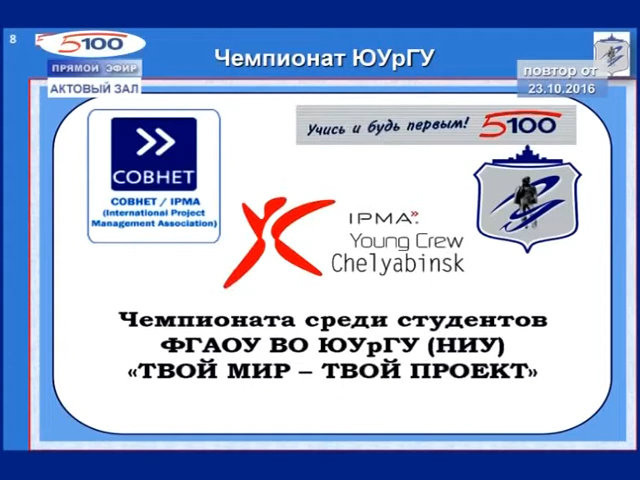 8
5100
Чемпионат ЮУрГУ
ПРЯМОЙ ЭФИР
АКТОВЫЙ ЗАЛ
повтор от
23.10.2016
СОВНЕТ
СОВНЕТ / IPMA
(International Project
Management Association)
Учись и будь первым! 5100
IPMA
Young Crew
Chelyabinsk
Чемпионата среди студентов
ФГАОУ ВО ЮУрГУ (НИУ)
«ТВОЙ МИР – ТВОЙ ПРОЕКТ»